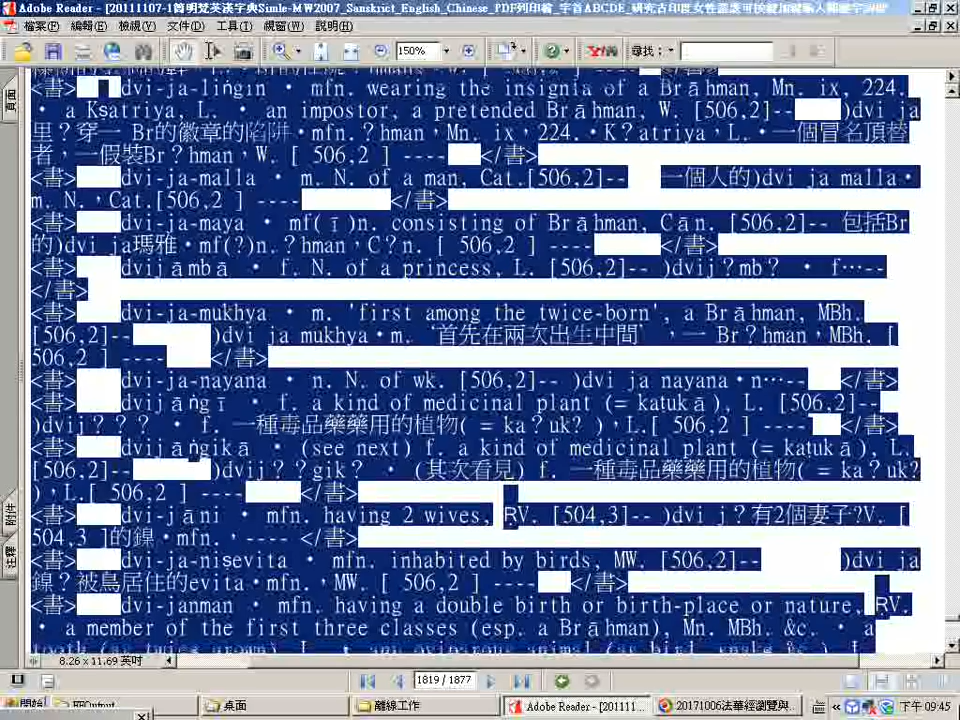 Adobe Reader - [20111107-1簡明梵英漢字典Simle-MW2007_Sanskrict_English_Chinese_PDF列印檔_字首ABCDE_研究古印度女性
檔案(F) 編輯(E) 檢視(V) 文件(D) 工具(T) 視窗(W) 說明(H)
150% 尋找:
頁面
<書> dvi-ja-liṅgin • mfn. wearing the insignia of a Brāhman, Mn. ix, 224.
• a Kṣatriya, L. • an impostor, a pretended Brāhman, W. [506,2]-- )dvi ja
里?穿一 Br的徽章的陷阱•mfn.?hman,Mn. ix,224.•K?atriya,L.•一個冒名頂替
者,一假裝Br?hman,W. [ 506,2 ] ---- </書>
<書> dvi-ja-malla • m. N. of a man, Cat.[506,2]-- 一個人的)dvi ja malla•
m. N.,Cat.[506,2 ] ---- </書>
<書> dvi-ja-maya • mf(ī)n. consisting of Brāhman, Cān. [506,2]-- 包括Br
的)dvi ja瑪雅•mf(?)n.?hman,C?n. [ 506,2 ] ---- </書>
<書> dvijāmbā • f. N. of a princess, L. [506,2]-- )dvij?mb? • f…--
</書>
<書> dvi-ja-mukhya • m. 'first among the twice-born', a Brāhman, MBh.
[506,2]-- )dvi ja mukhya•m. ‘首先在兩次出生中間’,一 Br?hman,MBh. [
506,2 ] ---- </書>
<書> dvi-ja-nayana • n. N. of wk. [506,2]-- )dvi ja nayana•n…-- </書>
<書> dvijāṅgī • f. a kind of medicinal plant (= kaṭukā), L. [506,2]--
)dvij??? • f. 一種毒品藥藥用的植物( = ka?uk? ),L.[ 506,2 ] ---- </書>
<書> dvijāṅgikā • (see next) f. a kind of medicinal plant (= kaṭukā), L.
[506,2]-- )dvij??gik? • (其次看見) f. 一種毒品藥藥用的植物( = ka?uk?
),L.[ 506,2 ] ---- </書>
<書> dvi-jāni • mfn. having 2 wives, RV. [504,3]-- )dvi j?有2個妻子?V. [
504,3 ]的鎳•mfn.,---- </書>
<書> dvi-ja-niṣevita • mfn. inhabited by birds, MW. [506,2]-- )dvi ja
鎳?被鳥居住的evita•mfn.,MW. [ 506,2 ] ---- </書>
<書> dvi-janman • mfn. having a double birth or birth-place or nature, RV.
• a member of the first three classes (esp. a Brāhman), Mn. MBh. &c. • a
附件
註釋
8.26 x 11.69 英吋
1819 / 1877
開始 桌面 離線工作 Adobe Reader - [201111... 20171006法華經瀏覽與... 下午 09:45